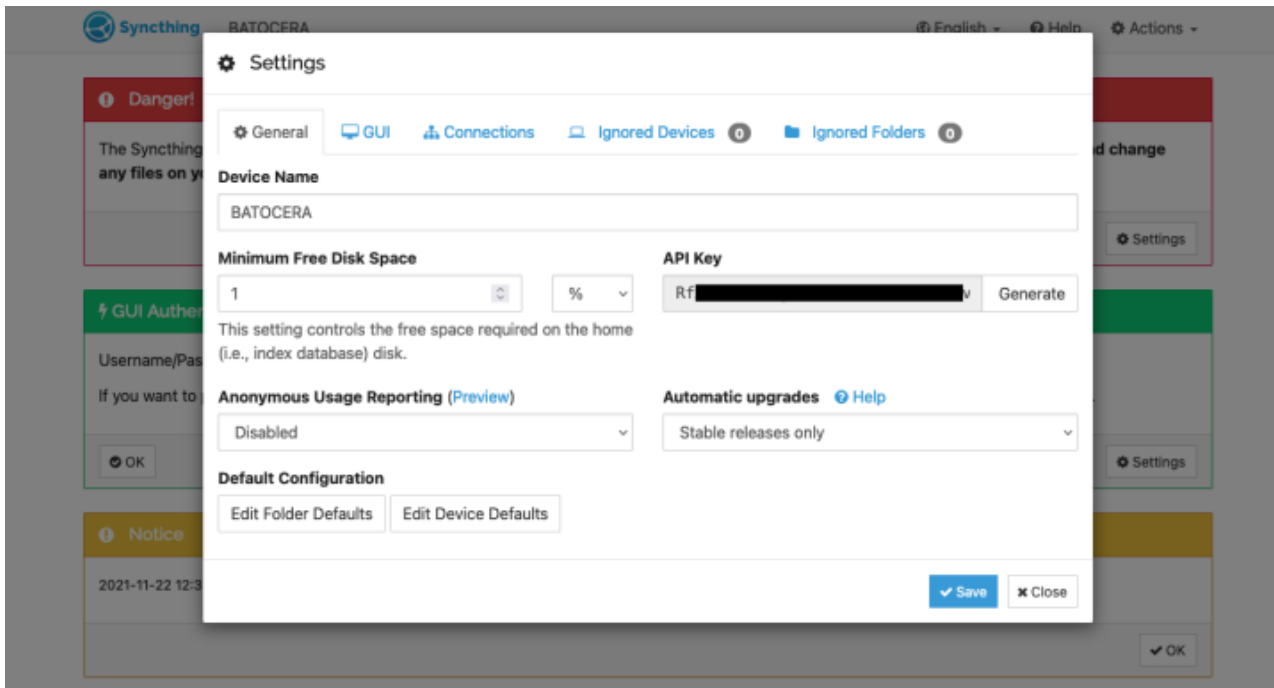 Syncthing BATOCERA English Help Actions
Settings
Danger!
General GUI Connections Ignored Devices 0 Ignored Folders 0
The Syncthing d change
any files on y
Device Name
BATOCERA
Settings
Minimum Free Disk Space API Key
1 % Rf v Generate
GUI Auther
This setting controls the free space required on the home
(i.e., index database) disk.
Username/Pas
If you want to
Anonymous Usage Reporting (Preview) Automatic upgrades Help
Disabled Stable releases only
OK Settings
Default Configuration
Edit Folder Defaults Edit Device Defaults
Notice
2021-11-22 12:3
Save Close
OK